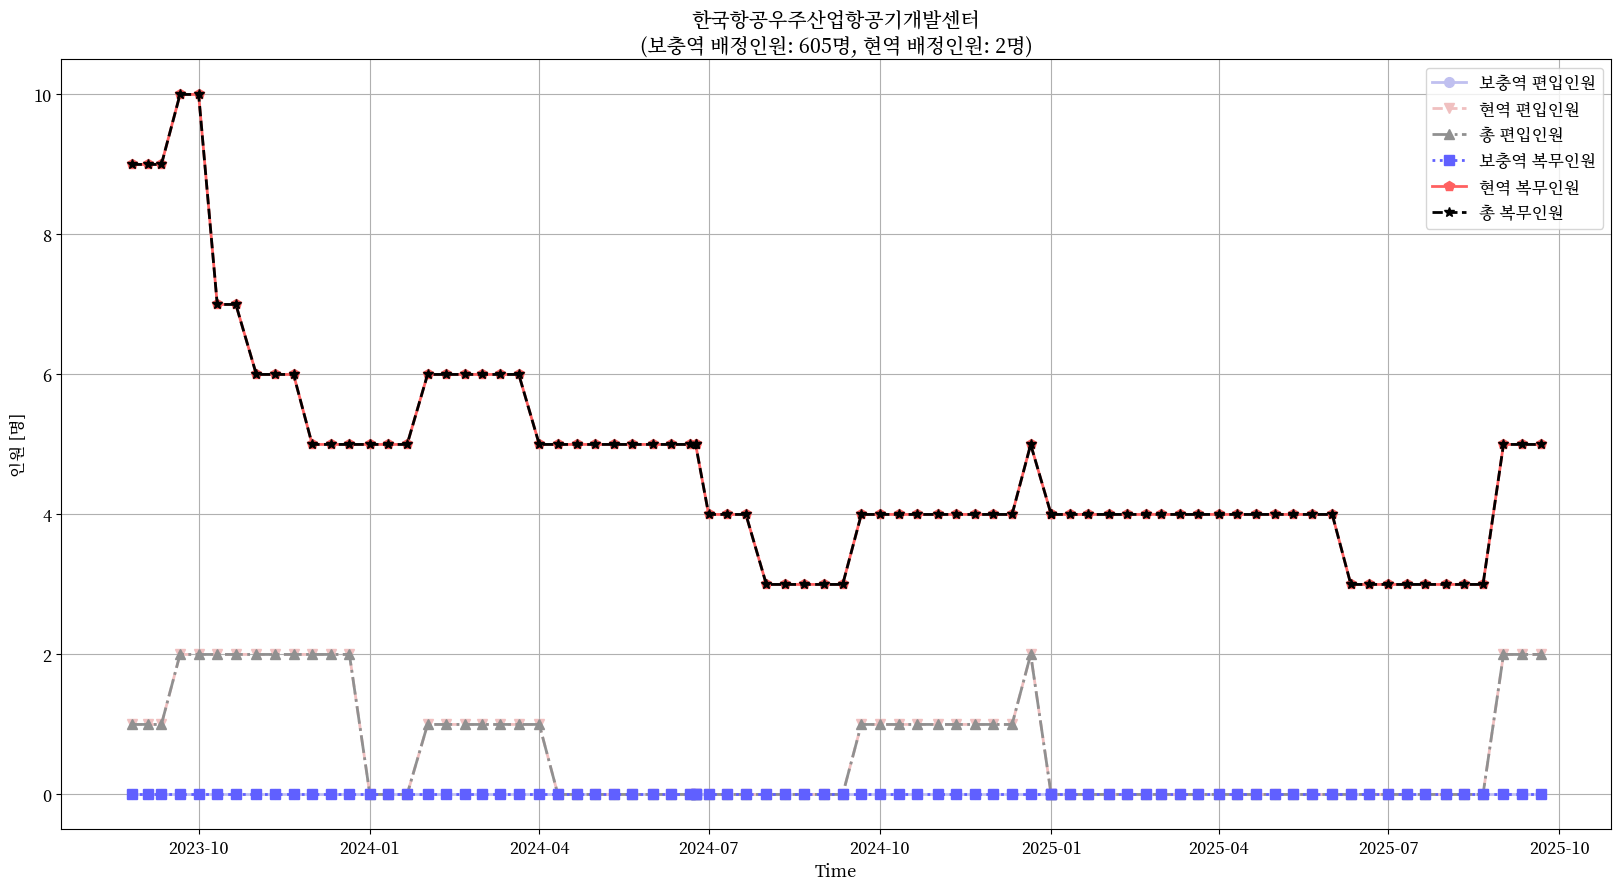 한국항공우주산업항공기개발센터
(보충역 배정인원: 605명, 현역 배정인원: 2명)
보충역 편입인원
현역 편입인원
총 편입인원
보충역 복무인원
현역 복무인원
총 복무인원
인원 [명]
10
8
6
4
2
0
2023-10
2024-01
2024-04
2024-07
2024-10
2025-01
2025-04
2025-07
2025-10
Time